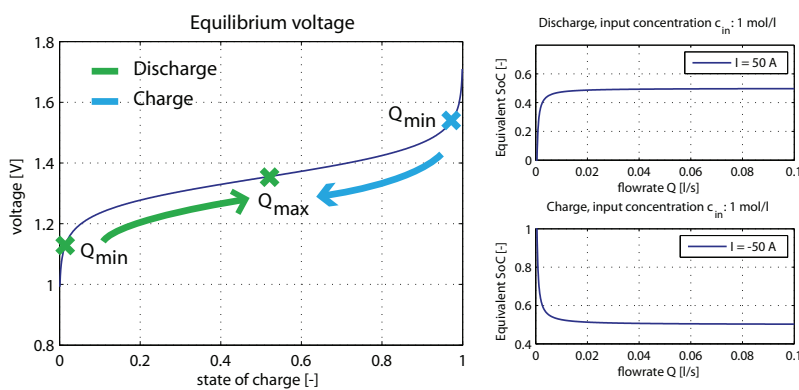 Equilibrium voltage
1.8
1.6
1.4
1.2
1
0.8
voltage [V]
Discharge
Charge
Q_min
Q_max
Q_min
0
0.2
0.4
0.6
0.8
1
state of charge [-]
Discharge, input concentration c_in: 1 mol/l
I = 50 A
Equivalent SoC [-]
0.6
0.4
0.2
0
0
0.02
0.04
0.06
0.08
0.1
flowrate Q [l/s]
Charge, input concentration c_in: 1 mol/l
I = -50 A
Equivalent SoC [-]
1
0.8
0.6
0.4
0
0.02
0.04
0.06
0.08
0.1
flowrate Q [l/s]